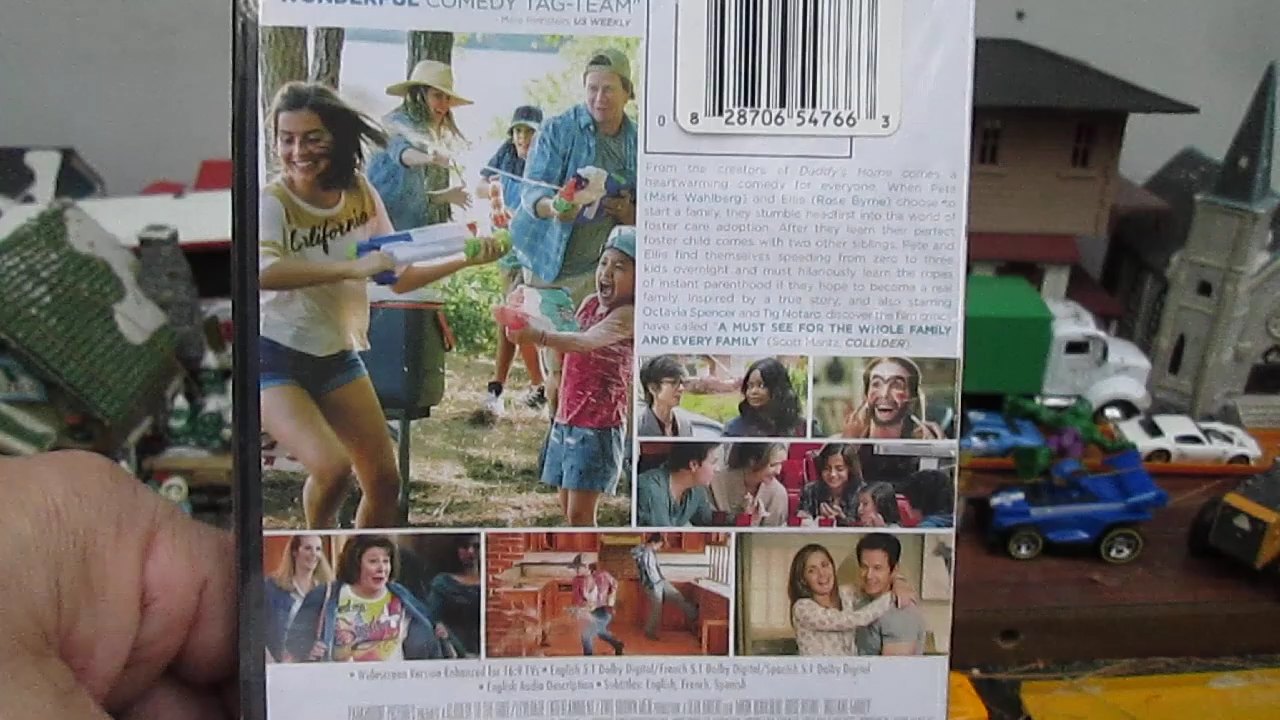 WONDERFUL COMEDY TAG-TEAM"
US WEEKLY
0 8 28706 54766 3
From the creators of Daddy's Home comes a
heartwarming comedy for everyone. When Pete
(Mark Wahlberg) and Ellie (Rose Byrne) choose to
start a family, they stumble headfirst into the world of
foster care adoption. After they learn their perfect
foster child comes with two other siblings, Pete and
Ellie find themselves speeding from zero to three
kids overnight and must hilariously learn the ropes
of instant parenthood if they hope to become a real
family. Inspired by a true story, and also starring
Octavia Spencer and Tig Notaro, discover the film critics
have called "A MUST SEE FOR THE WHOLE FAMILY
AND EVERY FAMILY" (Scott Mantz, COLLIDER).
California
• Widescreen Version Enhanced for 16:9 TVs • English 5.1 Dolby Digital/French 5.1 Dolby Digital/Spanish 5.1 Dolby Digital
• English Audio Description • Subtitles: English, French, Spanish
PARAMOUNT PICTURES